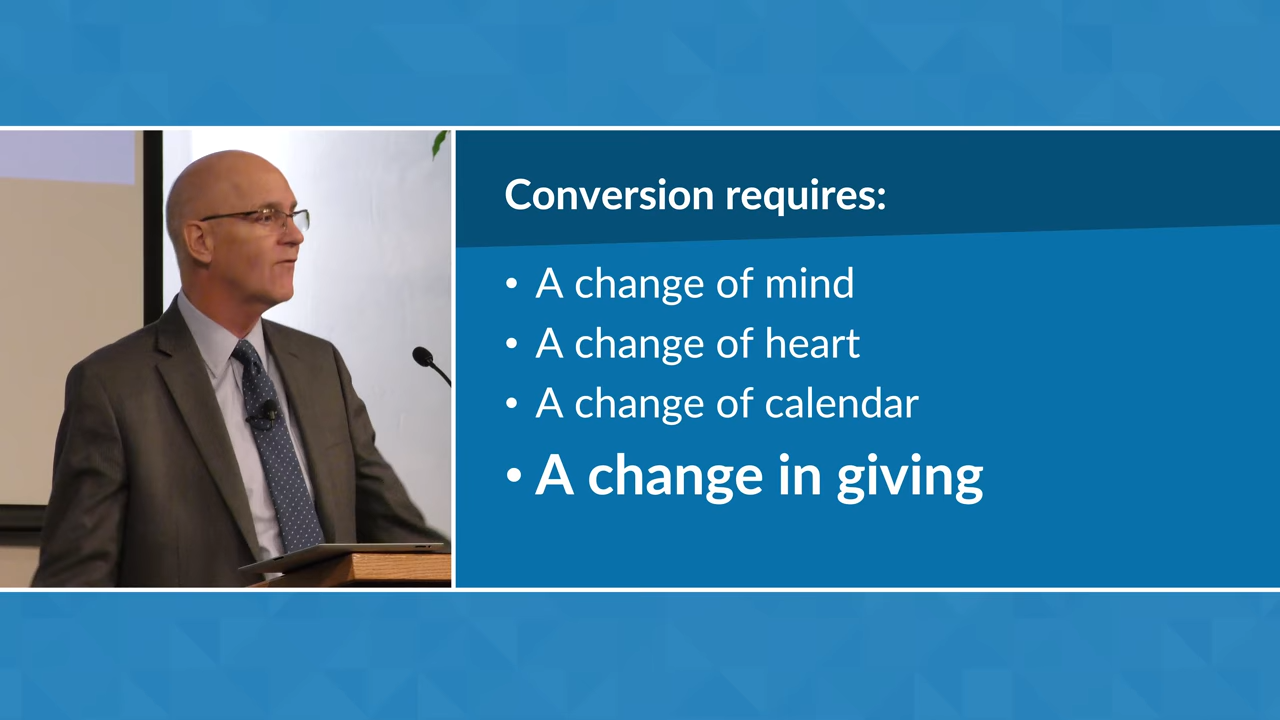 Conversion requires:
• A change of mind
• A change of heart
• A change of calendar
• A change in giving